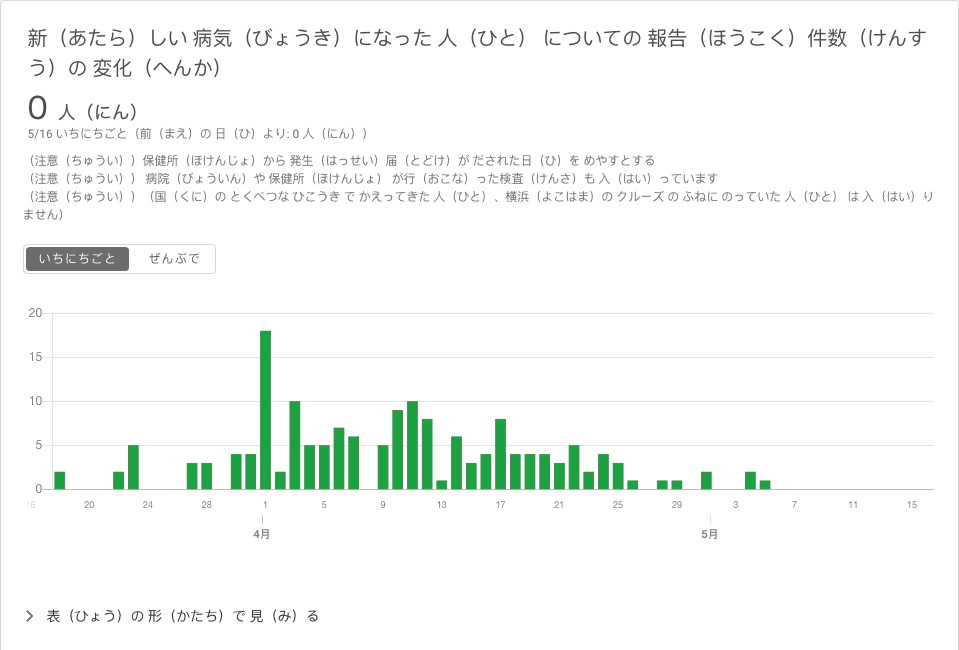 新（あたら）しい 病気（びょうき）になった 人（ひと） についての 報告（ほうこく）件数（けんす
う）の 変化（へんか）
0 人（にん）
5/16 いちにちごと（前（まえ）の 日（ひ）より: 0 人（にん））
（注意（ちゅうい））保健所（ほけんじょ）から 発生（はっせい）届（とどけ）が だされた日（ひ）を めやすとする
（注意（ちゅうい）） 病院（びょういん）や 保健所（ほけんじょ） が行（おこな）った検査（けんさ）も 入（はい）っています
（注意（ちゅうい））（国（くに）の とくべつな ひこうき で かえってきた 人（ひと）、横浜（よこはま）の クルーズ の ふねに のっていた 人（ひと） は 入（はい）り
ません）
いちにちごと ぜんぶで
20
15
10
5
0
16 20 24 28 1 5 9 13 17 21 25 29 3 7 11 15
4月 5月
表（ひょう）の 形（かたち）で 見（み）る